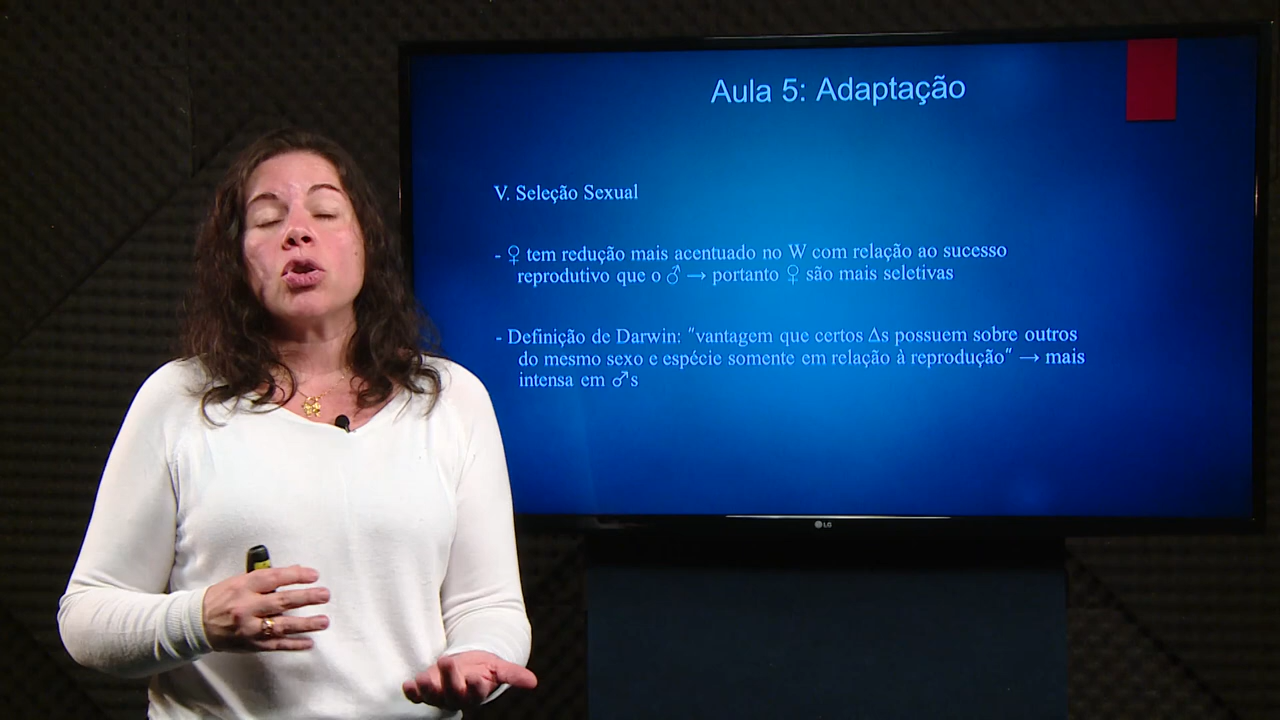 Aula 5: Adaptação
V. Seleção Sexual
- ♀ tem redução mais acentuado no W com relação ao sucesso
reprodutivo que o ♂ → portanto ♀ são mais seletivas
- Definição de Darwin: "vantagem que certos Δs possuem sobre outros
do mesmo sexo e espécie somente em relação à reprodução" → mais
intensa em ♂s
LG